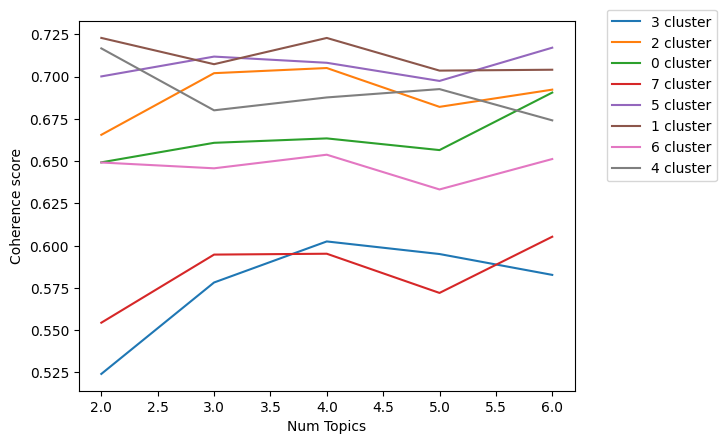 3 cluster
2 cluster
0 cluster
7 cluster
5 cluster
1 cluster
6 cluster
4 cluster
Coherence score
0.725
0.700
0.675
0.650
0.625
0.600
0.575
0.550
0.525
2.0 2.5 3.0 3.5 4.0 4.5 5.0 5.5 6.0
Num Topics